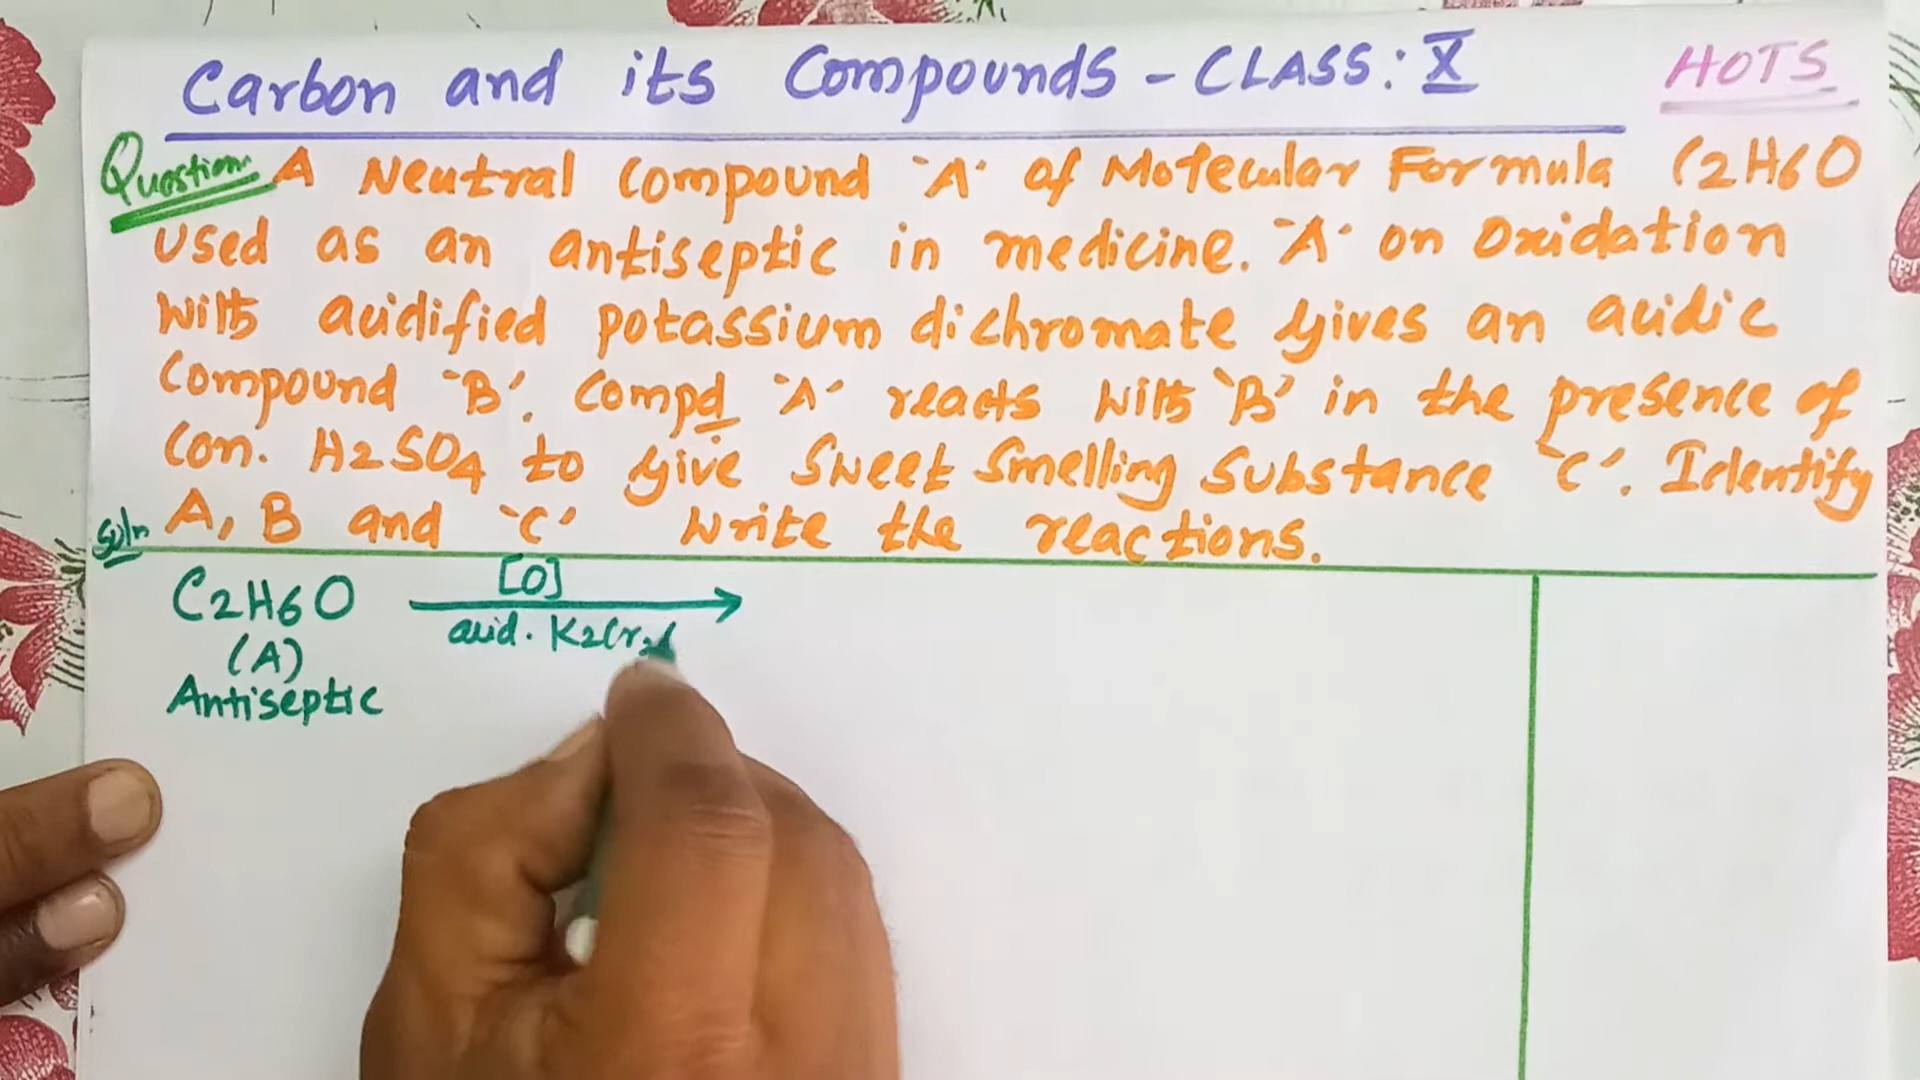 Carbon and its Compounds - CLASS: X
HOTS
Question: A Neutral Compound `A' of Molecular Formula C2H6O
used as an antiseptic in medicine. `A' on Oxidation
with acidified potassium dichromate gives an acidic
Compound `B'. Compd `A' reacts with `B' in the presence of
Con. H2SO4 to give Sweet Smelling Substance `C'. Identify
A, B and `C' Write the reactions.
Soln
C2H6O [O]
acid. K2Cr2
(A)
Antiseptic